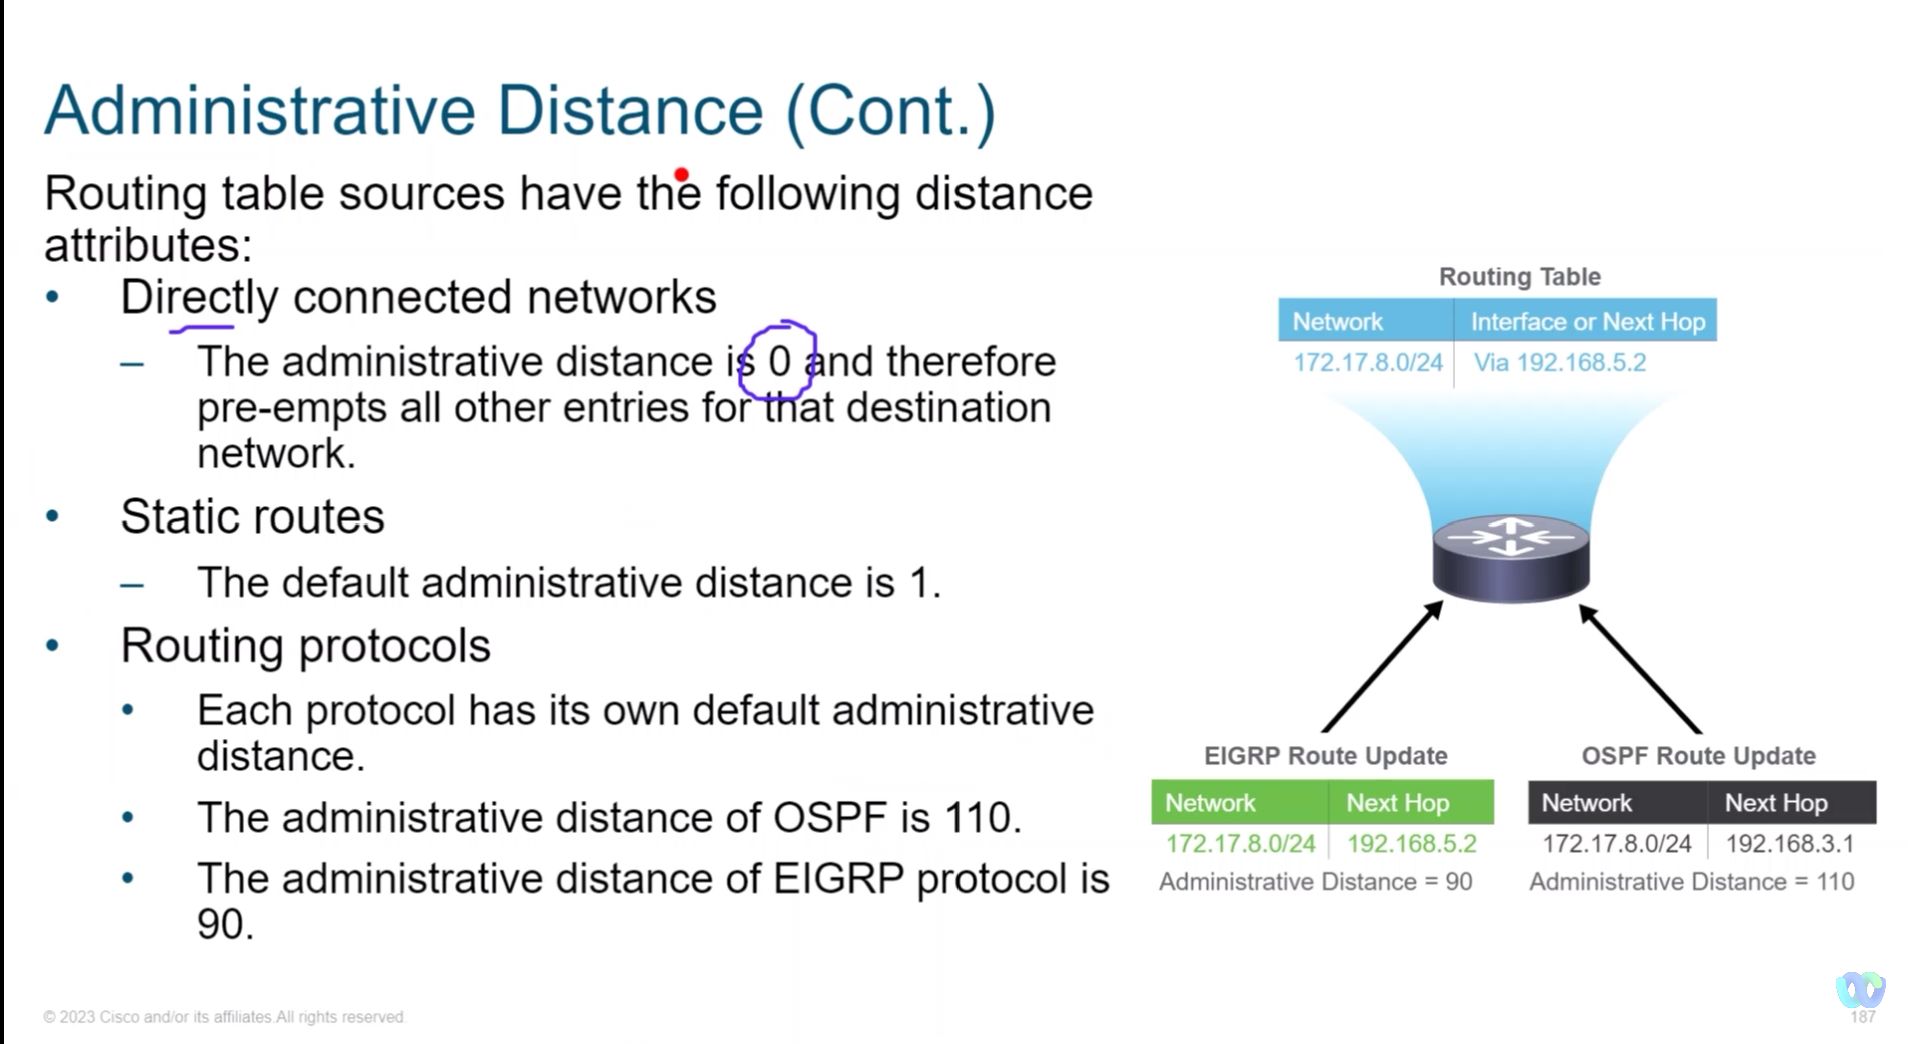 Administrative Distance (Cont.)
Routing table sources have the following distance
attributes:
• Directly connected networks
– The administrative distance is 0 and therefore
pre-empts all other entries for that destination
network.
• Static routes
– The default administrative distance is 1.
• Routing protocols
• Each protocol has its own default administrative
distance.
• The administrative distance of OSPF is 110.
• The administrative distance of EIGRP protocol is
90.
Routing Table
Network Interface or Next Hop
172.17.8.0/24 Via 192.168.5.2
EIGRP Route Update
Network Next Hop
172.17.8.0/24 192.168.5.2
Administrative Distance = 90
OSPF Route Update
Network Next Hop
172.17.8.0/24 192.168.3.1
Administrative Distance = 110
© 2023 Cisco and/or its affiliates.All rights reserved
187